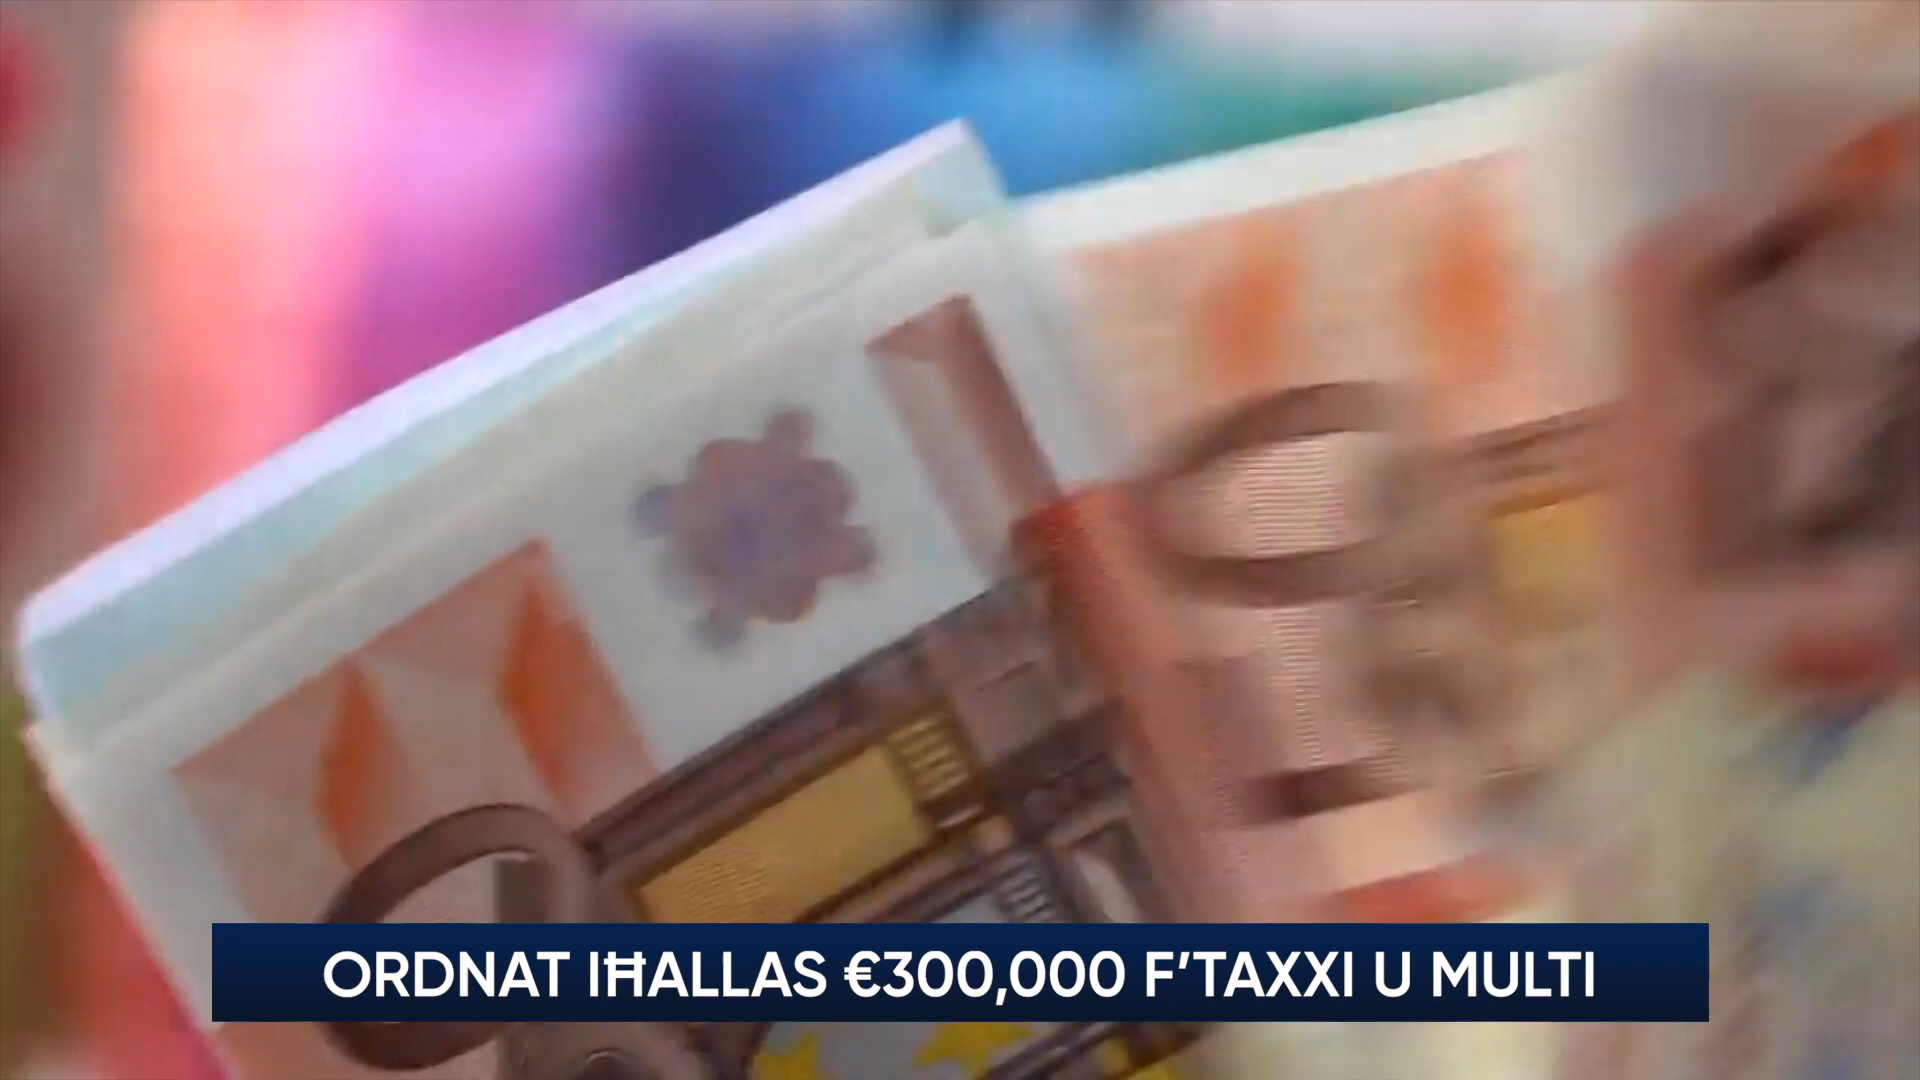 ORDNAT IĦALLAS €300,000 F'TAXXI U MULTI